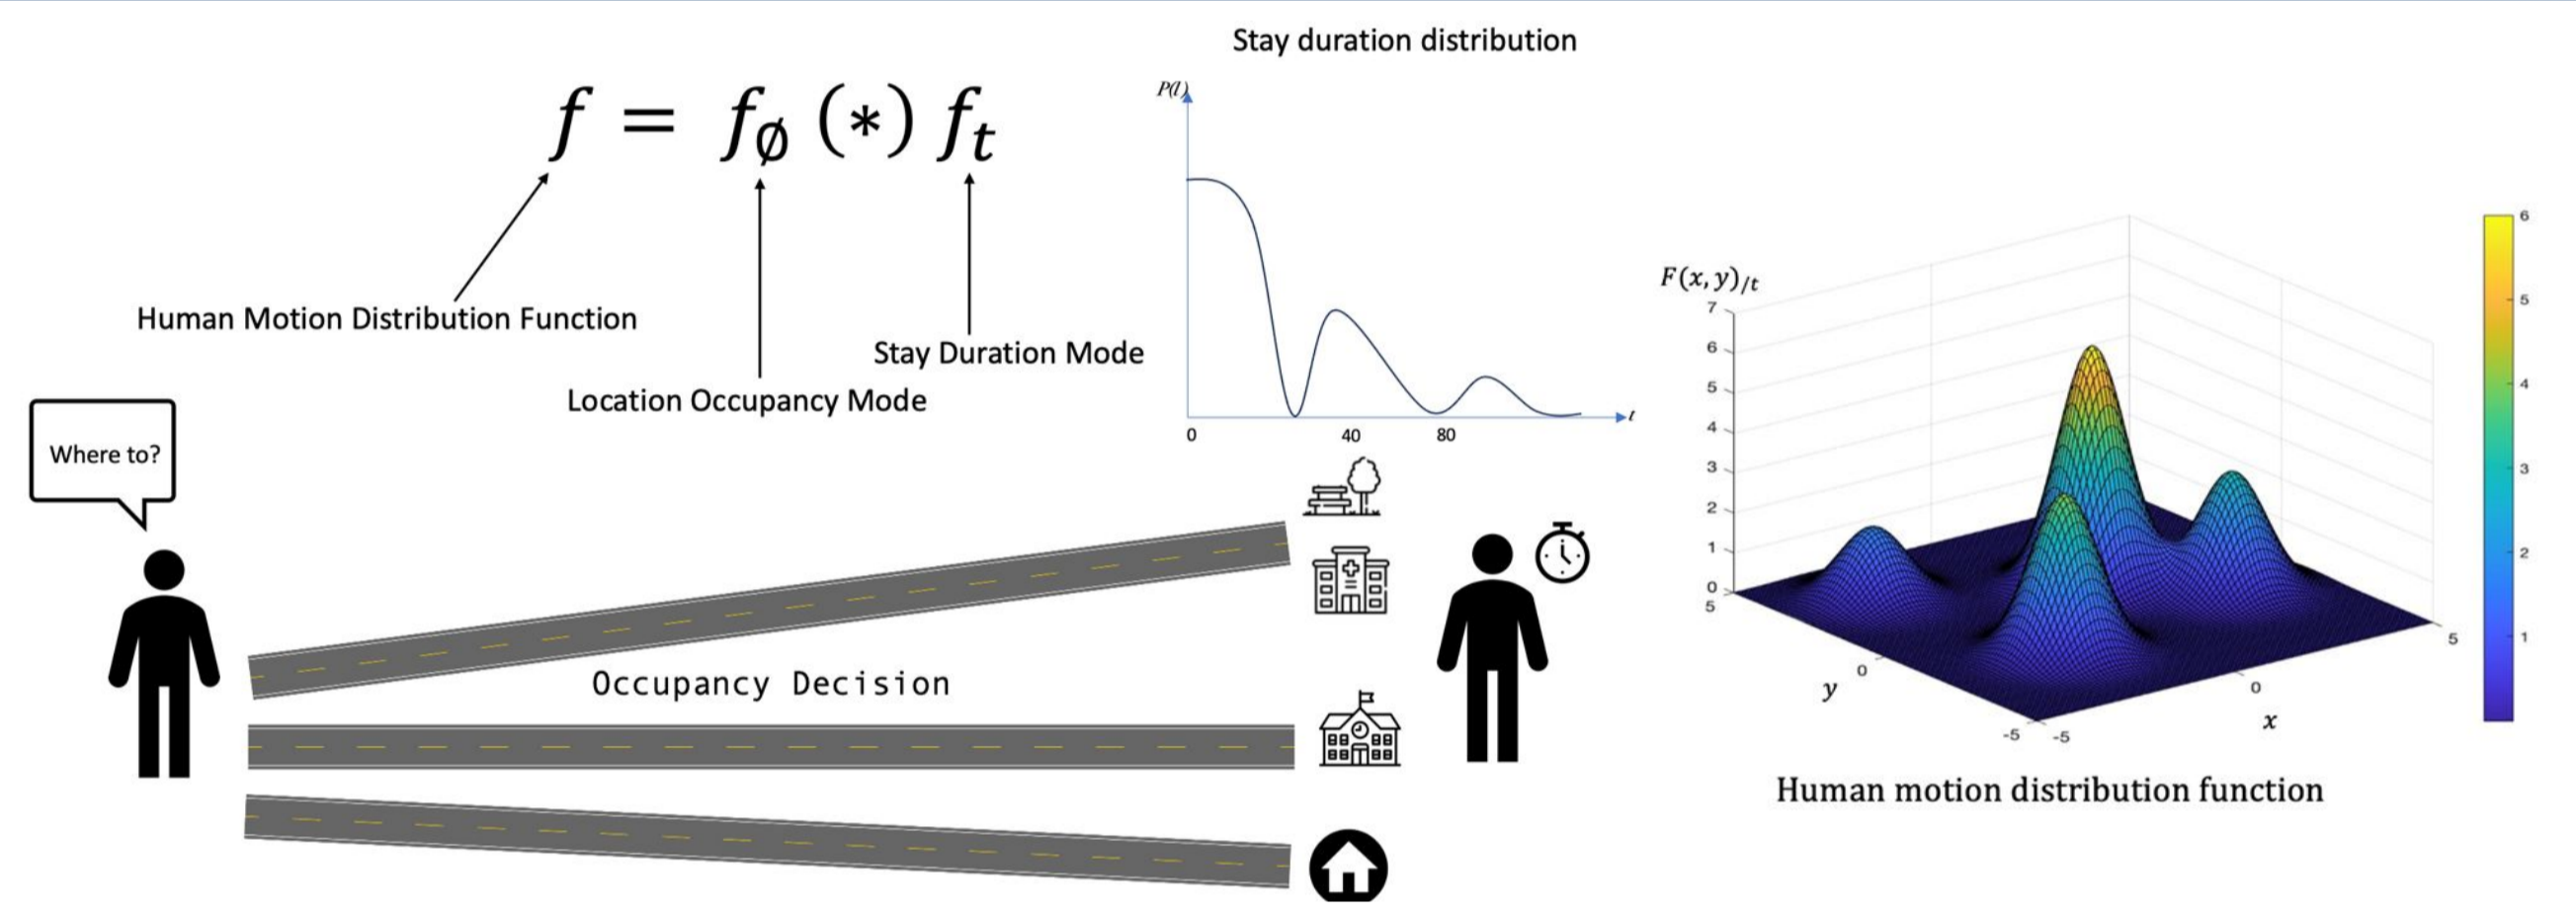 Stay duration distribution
f = f∅ (∗) ft
P(l)
Human Motion Distribution Function
Stay Duration Mode
Location Occupancy Mode
0 40 80 t
Where to?
Occupancy Decision
F(x, y)/t
7
6
5
4
3
2
1
0
5
0
-5
y
-5
0
5
x
6
5
4
3
2
1
Human motion distribution function